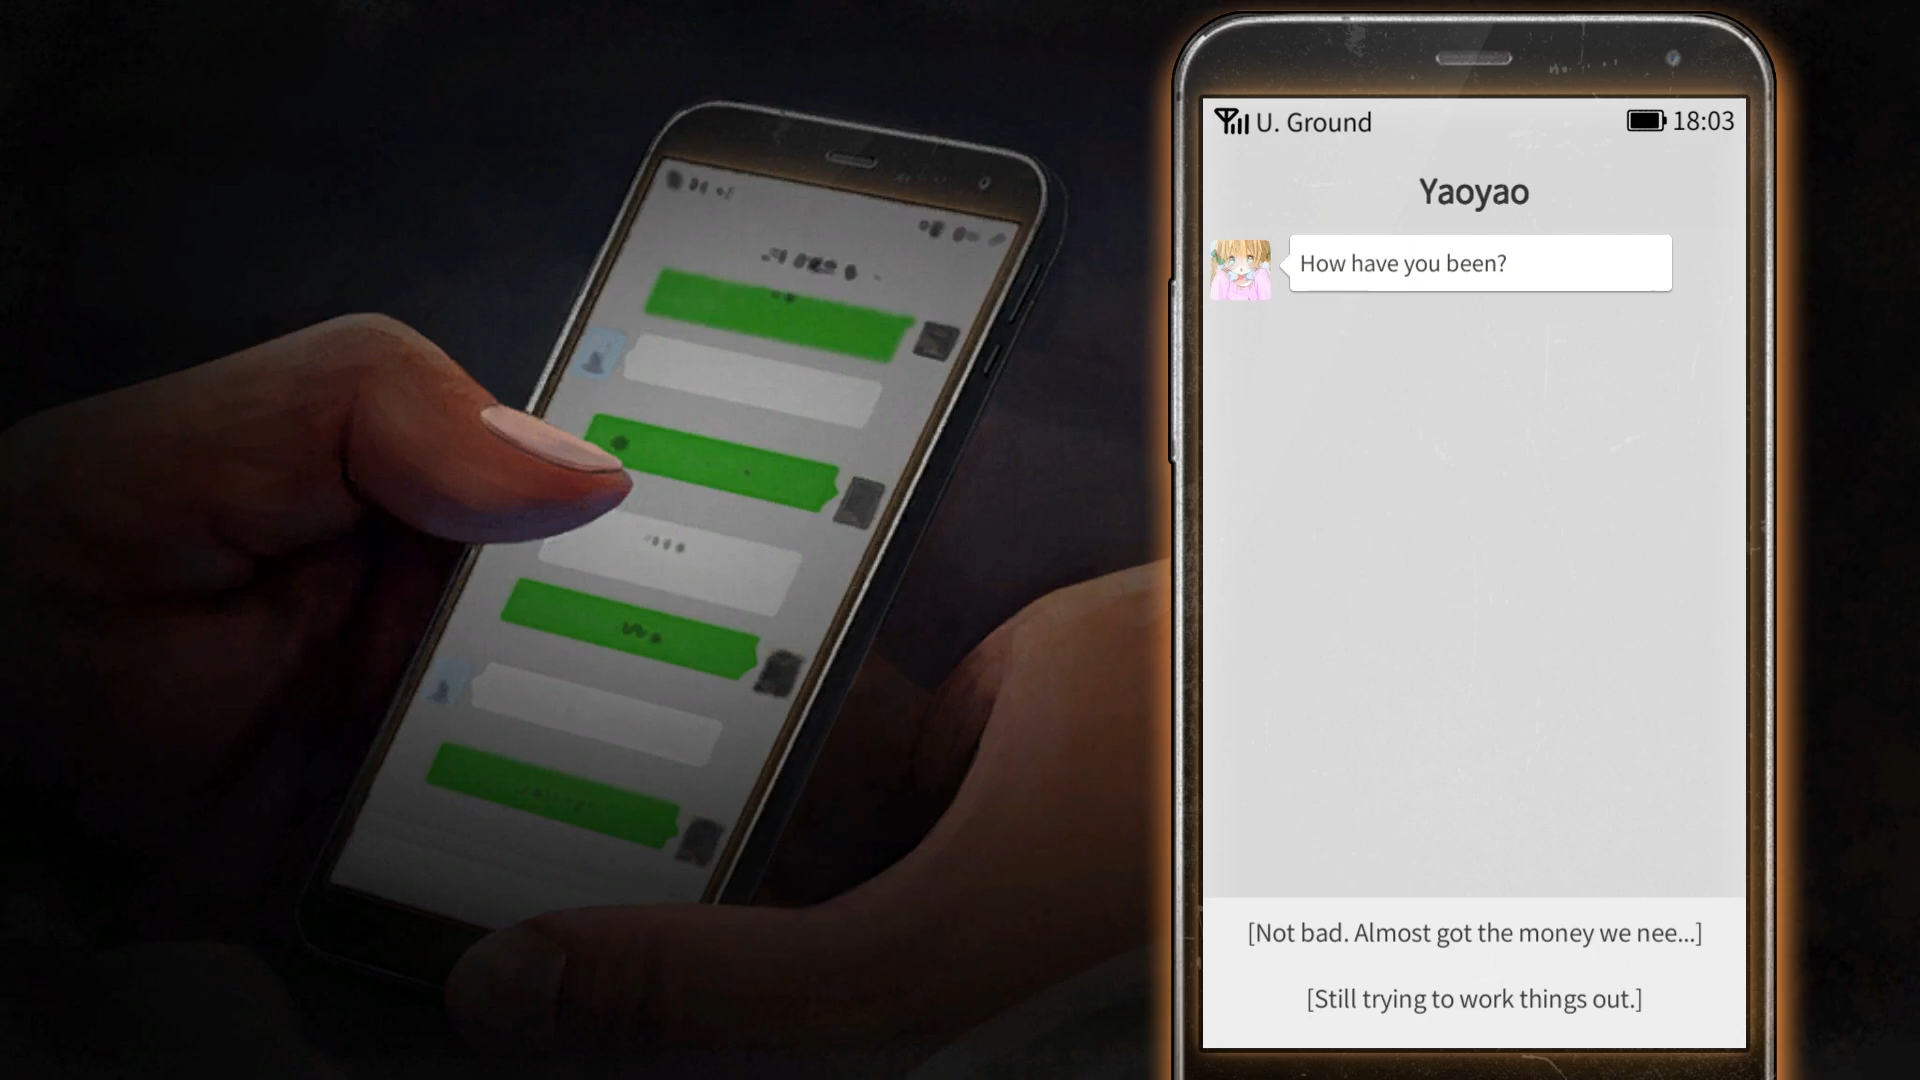 U. Ground
18:03
Yaoyao
How have you been?
[Not bad. Almost got the money we nee...]
[Still trying to work things out.]